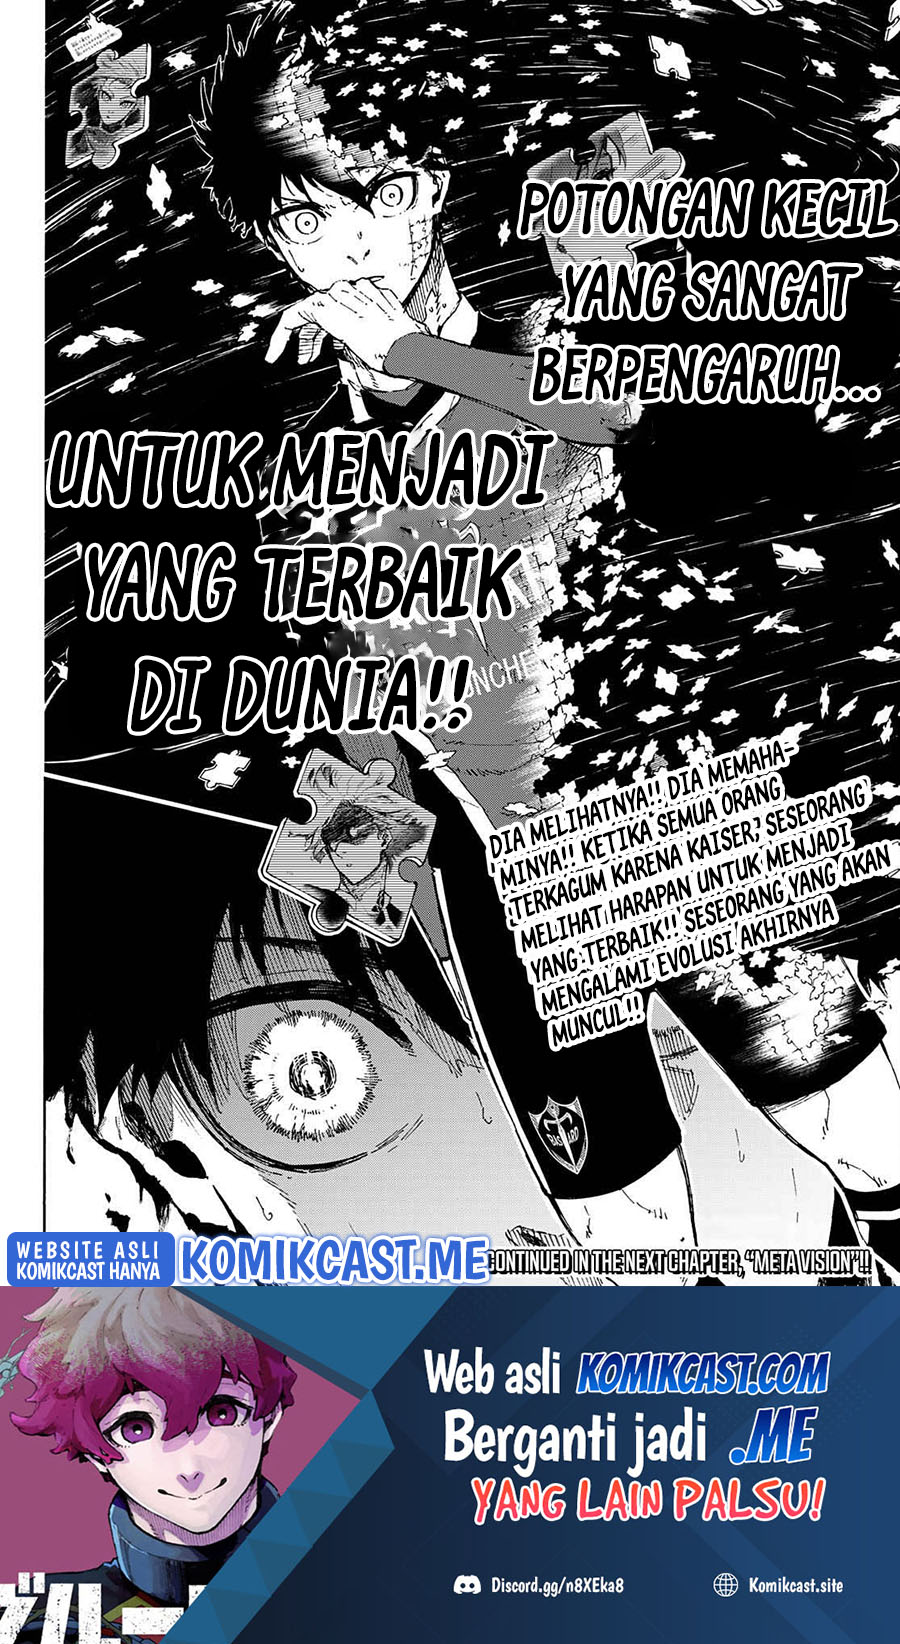 POTONGAN KECIL
YANG SANGAT
BERPENGARUH...
UNTUK MENJADI
YANG TERBAIK
DI DUNIA!!
DIA MELIHATNYA!! DIA MEMAHA-
MINYA!! KETIKA SEMUA ORANG
TERKAGUM KARENA KAISER, SESEORANG
MELIHAT HARAPAN UNTUK MENJADI
YANG TERBAIK!! SESEORANG YANG AKAN
MENGALAMI EVOLUSI AKHIRNYA
MUNCUL!!
WEBSITE ASLI
KOMIKCAST HANYA
KOMIKCAST.ME
CONTINUED IN THE NEXT CHAPTER, "META VISION"!!
Web asli KOMIKCAST.COM
Berganti jadi .ME
YANG LAIN PALSU!
Discord.gg/n8XEka8
Komikcast.site